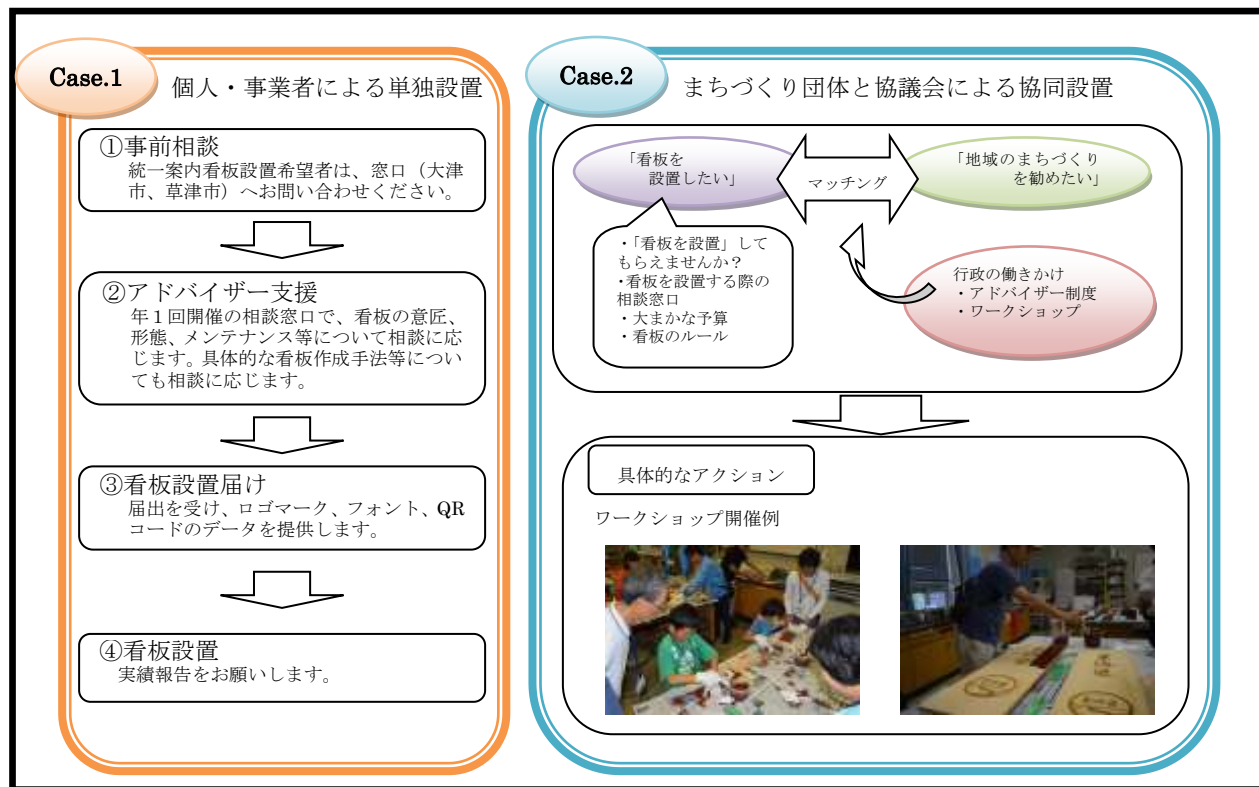 Case.1
個人・事業者による単独設置
①事前相談
統一案内看板設置希望者は、窓口（大津
市、草津市）へお問い合わせください。
②アドバイザー支援
年１回開催の相談窓口で、看板の意匠、
形態、メンテナンス等について相談に応
じます。具体的な看板作成手法等につい
ても相談に応じます。
③看板設置届け
届出を受け、ロゴマーク、フォント、QR
コードのデータを提供します。
④看板設置
実績報告をお願いします。
Case.2
まちづくり団体と協議会による協同設置
「看板を
設置したい」
マッチング
「地域のまちづくり
を勧めたい」
・「看板を設置」して
もらえませんか？
・看板を設置する際の
相談窓口
・大まかな予算
・看板のルール
行政の働きかけ
・アドバイザー制度
・ワークショップ
具体的なアクション
ワークショップ開催例